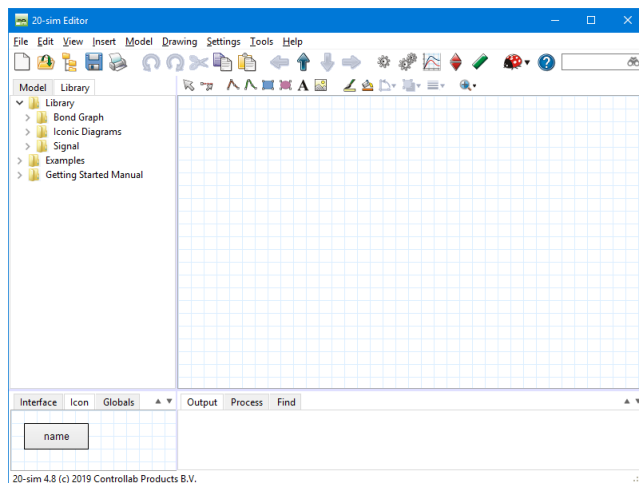 20-sim Editor
File Edit View Insert Model Drawing Settings Tools Help
Model Library
A
Library
Bond Graph
Iconic Diagrams
Signal
Examples
Getting Started Manual
Interface Icon Globals
Output Process Find
name
20-sim 4.8 (c) 2019 Controllab Products B.V.